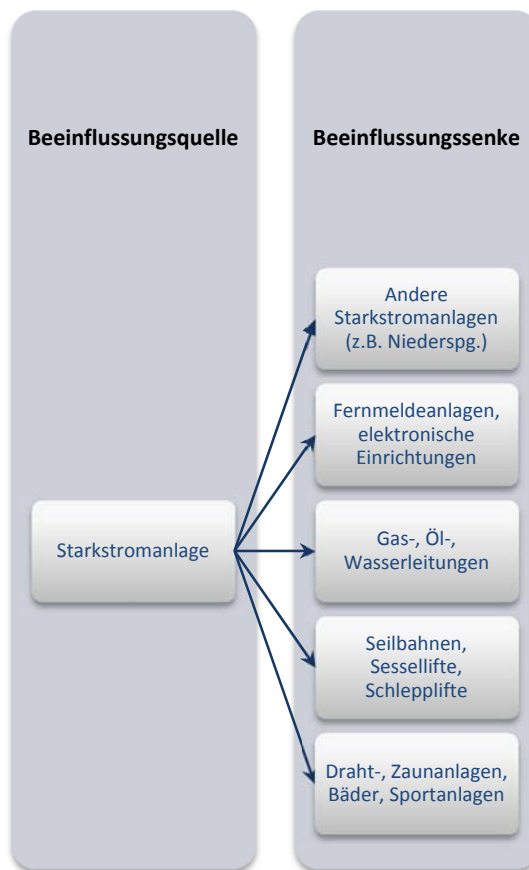 Beeinflussungsquelle
Beeinflussungssenke
Starkstromanlage
Andere
Starkstromanlagen
(z.B. Niederspg.)
Fernmeldeanlagen,
elektronische
Einrichtungen
Gas-, Öl-,
Wasserleitungen
Seilbahnen,
Sessellifte,
Schlepplifte
Draht-, Zaunanlagen,
Bäder, Sportanlagen